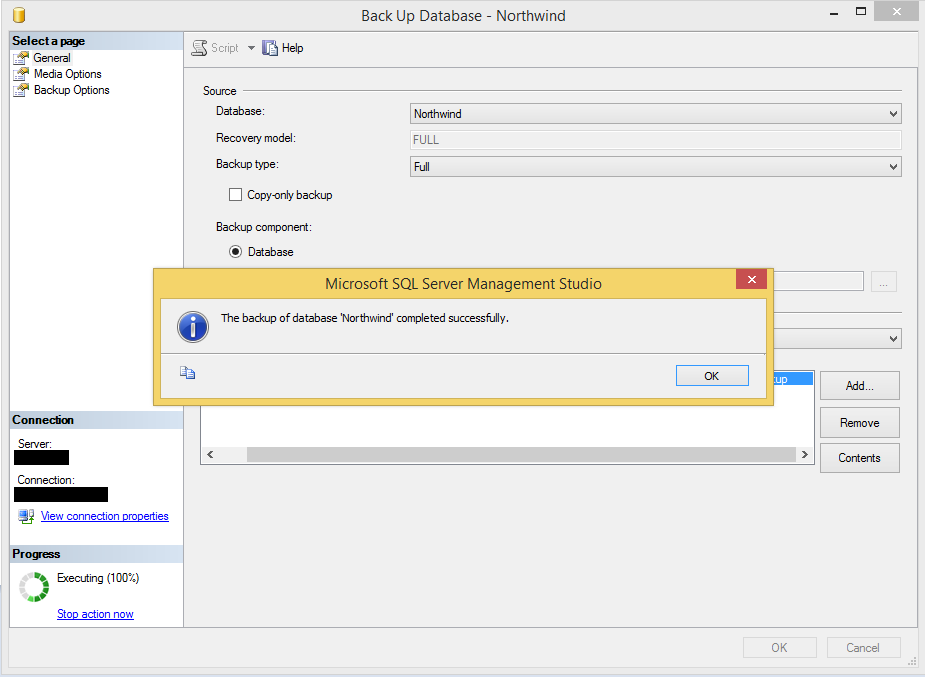 Back Up Database - Northwind
Select a page
General
Media Options
Backup Options
Script
Help
Source
Database:
Northwind
Recovery model:
FULL
Backup type:
Full
Copy-only backup
Backup component:
Database
...
Microsoft SQL Server Management Studio
The backup of database 'Northwind' completed successfully.
OK
Add...
Remove
Contents
Connection
Server:
Connection:
View connection properties
Progress
Executing (100%)
Stop action now
OK
Cancel